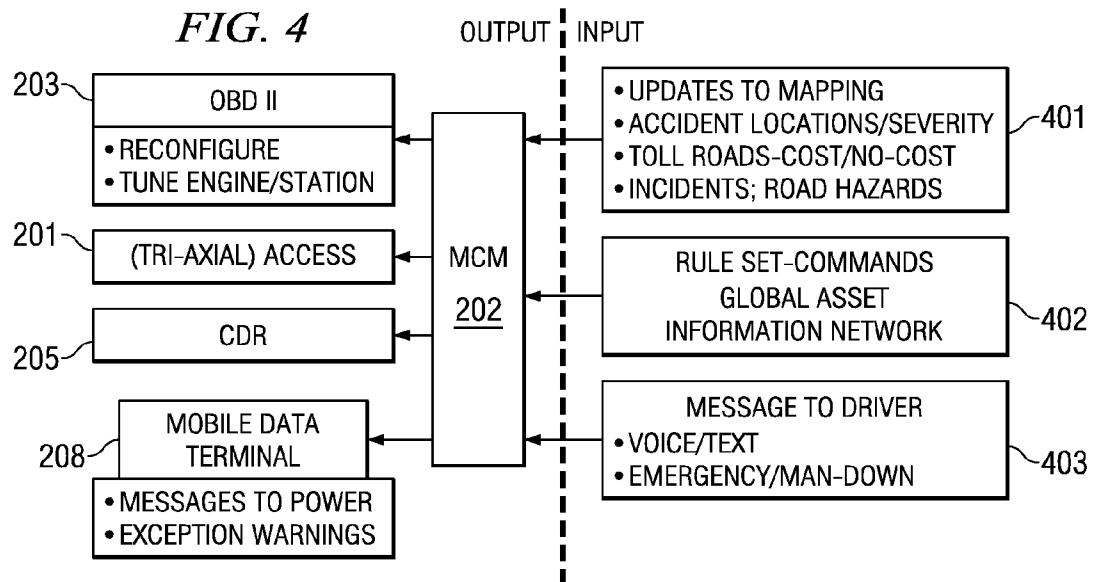 FIG. 4
OUTPUT
INPUT
203
OBD II
• RECONFIGURE
• TUNE ENGINE/STATION
201
(TRI-AXIAL) ACCESS
205
CDR
208
MOBILE DATA
TERMINAL
• MESSAGES TO POWER
• EXCEPTION WARNINGS
MCM
202
• UPDATES TO MAPPING
• ACCIDENT LOCATIONS/SEVERITY
• TOLL ROADS-COST/NO-COST
• INCIDENTS; ROAD HAZARDS
401
RULE SET-COMMANDS
GLOBAL ASSET
INFORMATION NETWORK
402
MESSAGE TO DRIVER
• VOICE/TEXT
• EMERGENCY/MAN-DOWN
403